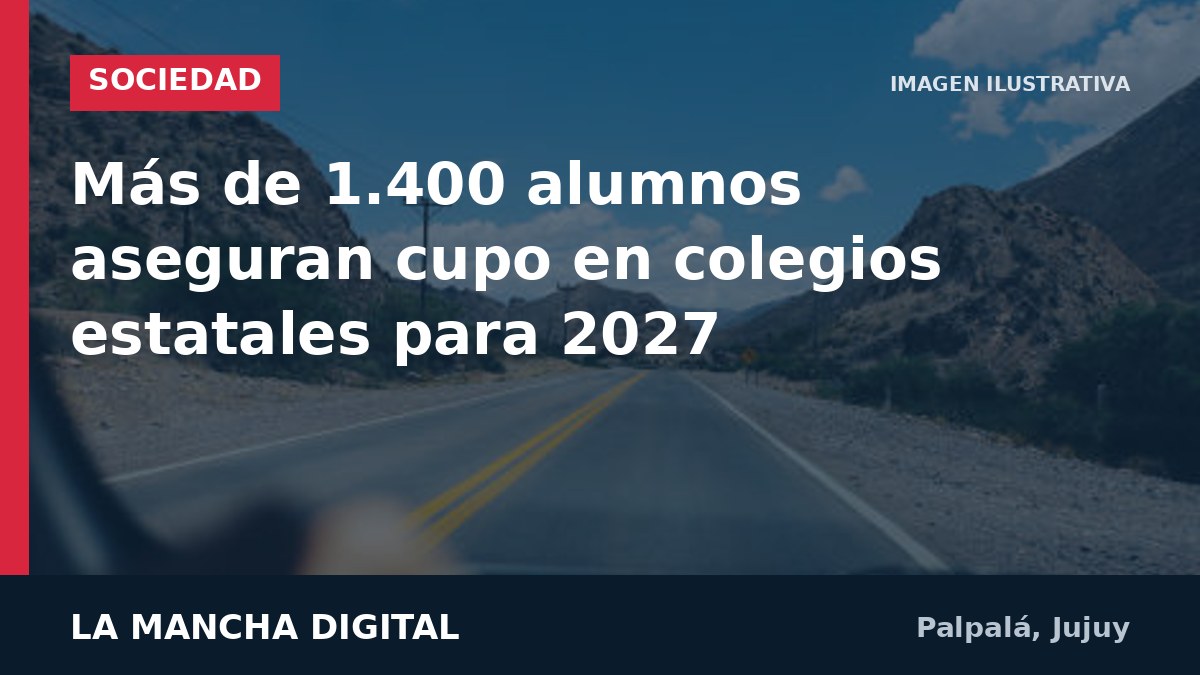 SOCIEDAD
IMAGEN ILUSTRATIVA
Más de 1.400 alumnos
aseguran cupo en colegios
estatales para 2027
LA MANCHA DIGITAL
Palpalá, Jujuy